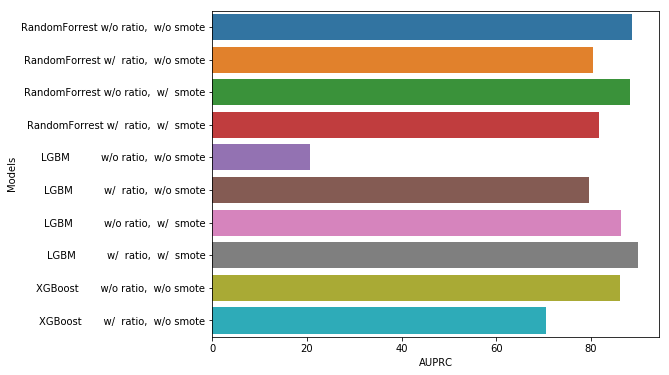 RandomForrest w/o ratio, w/o smote
RandomForrest w/ ratio, w/o smote
RandomForrest w/o ratio, w/ smote
RandomForrest w/ ratio, w/ smote
LGBM w/o ratio, w/o smote
LGBM w/ ratio, w/o smote
LGBM w/o ratio, w/ smote
LGBM w/ ratio, w/ smote
XGBoost w/o ratio, w/o smote
XGBoost w/ ratio, w/o smote
Models
0 20 40 60 80
AUPRC